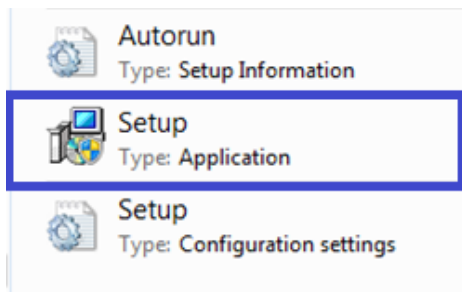 Autorun
Type: Setup Information
Setup
Type: Application
Setup
Type: Configuration settings